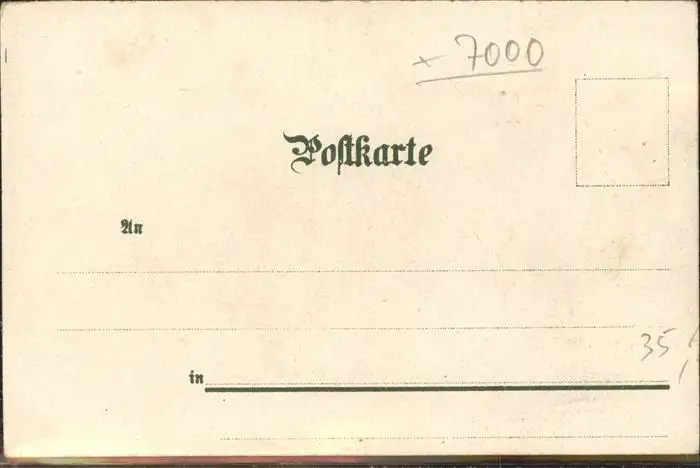 x 7000
Postkarte
An
35
in